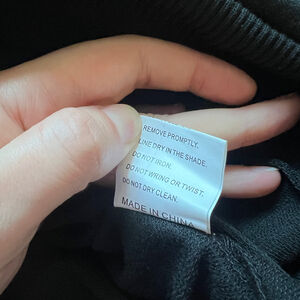 REMOVE PROMPTLY.
LINE DRY IN THE SHADE.
DO NOT IRON.
DO NOT WRING OR TWIST.
DO NOT DRY CLEAN.
MADE IN CHINA